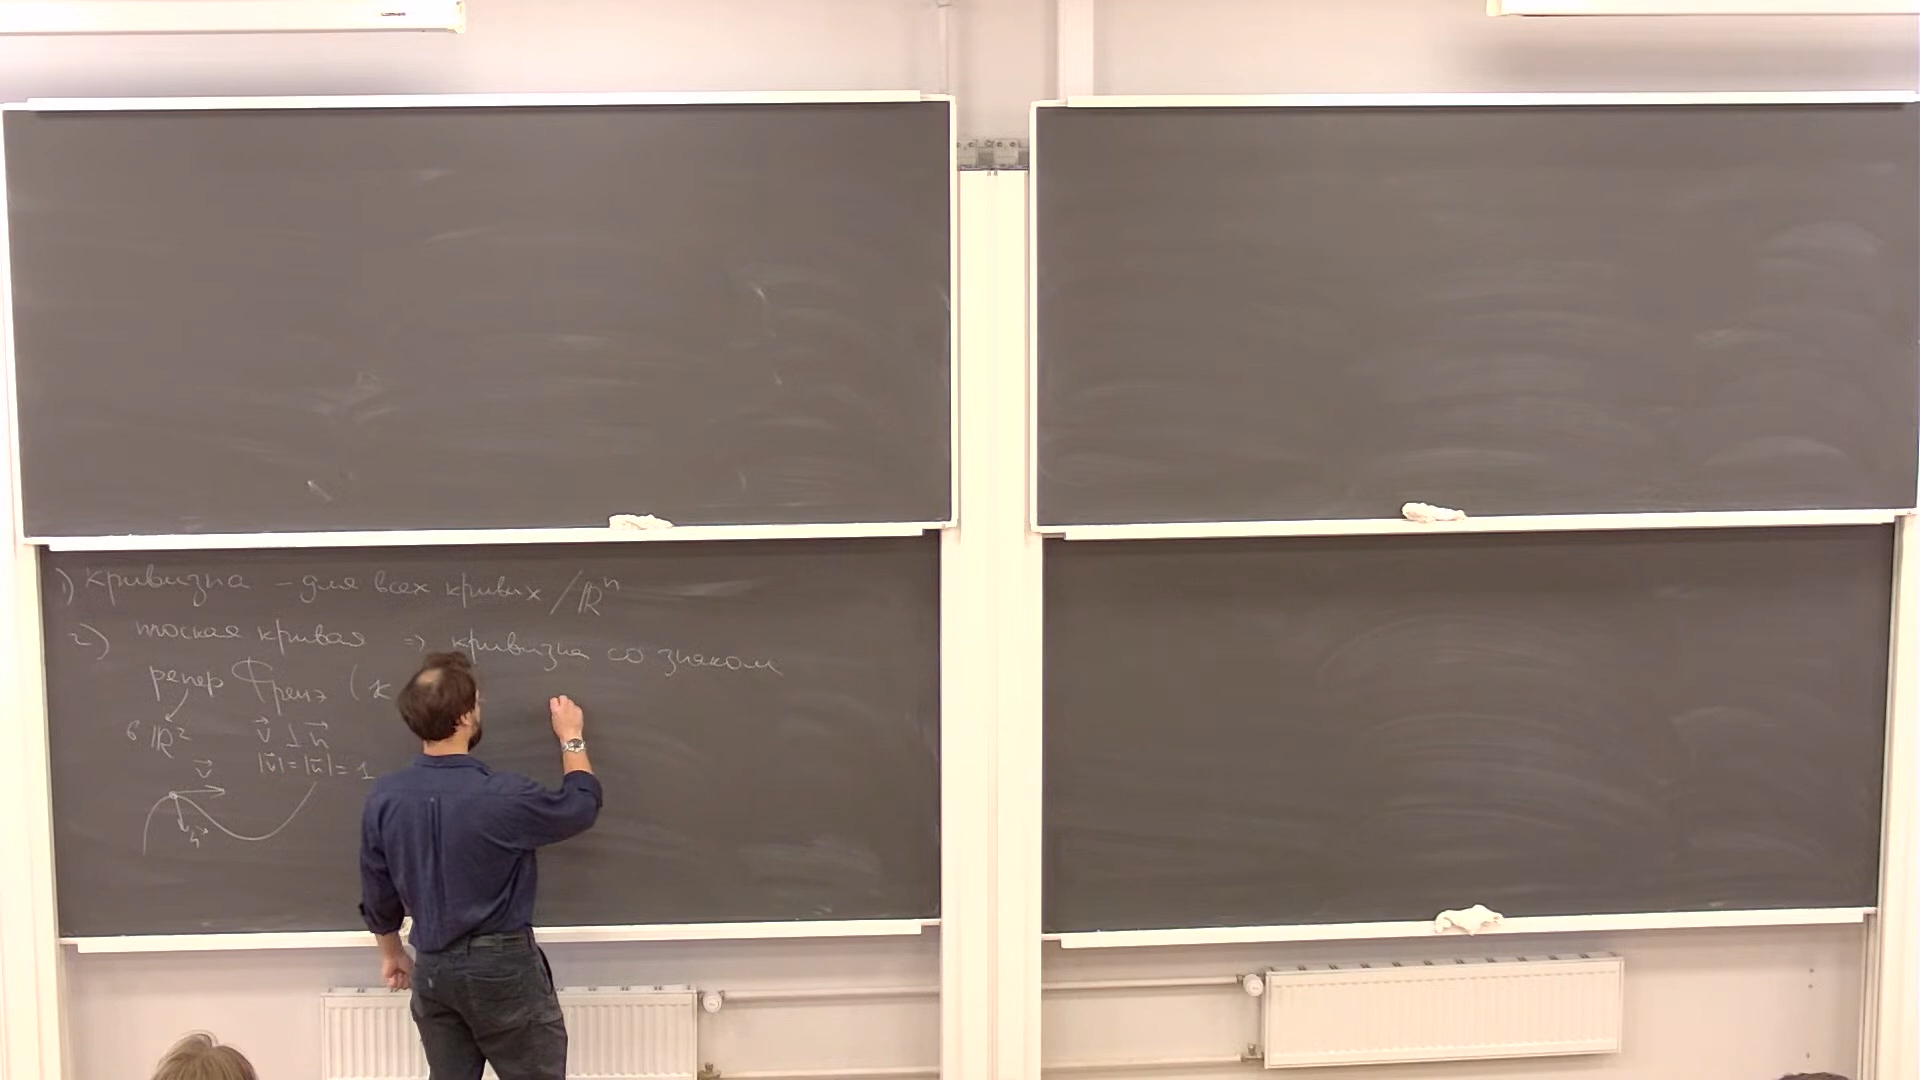 1) кривизна - для всех кривых / ℝⁿ
2) плоская кривая => кривизна со знаком
репер Френэ (к
в ℝ²
v⃗ ⊥ n⃗
|v⃗| = |n⃗| = 1
v⃗
n⃗